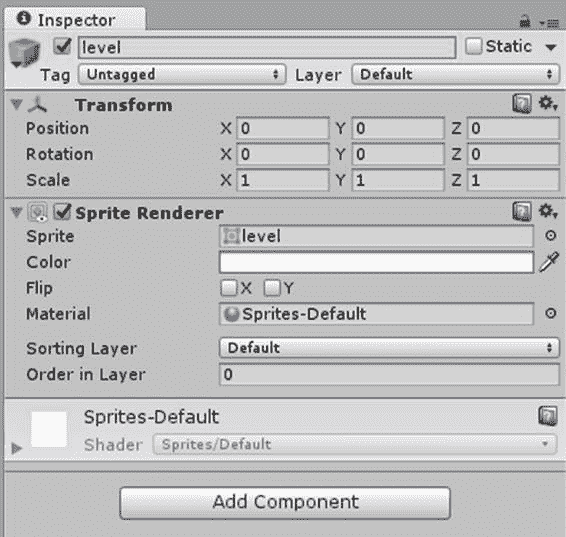 Inspector
level Static
Tag Untagged Layer Default
Transform
Position X 0 Y 0 Z 0
Rotation X 0 Y 0 Z 0
Scale X 1 Y 1 Z 1
Sprite Renderer
Sprite level
Color
Flip X Y
Material Sprites-Default
Sorting Layer Default
Order in Layer 0
Sprites-Default
Shader Sprites/Default
Add Component